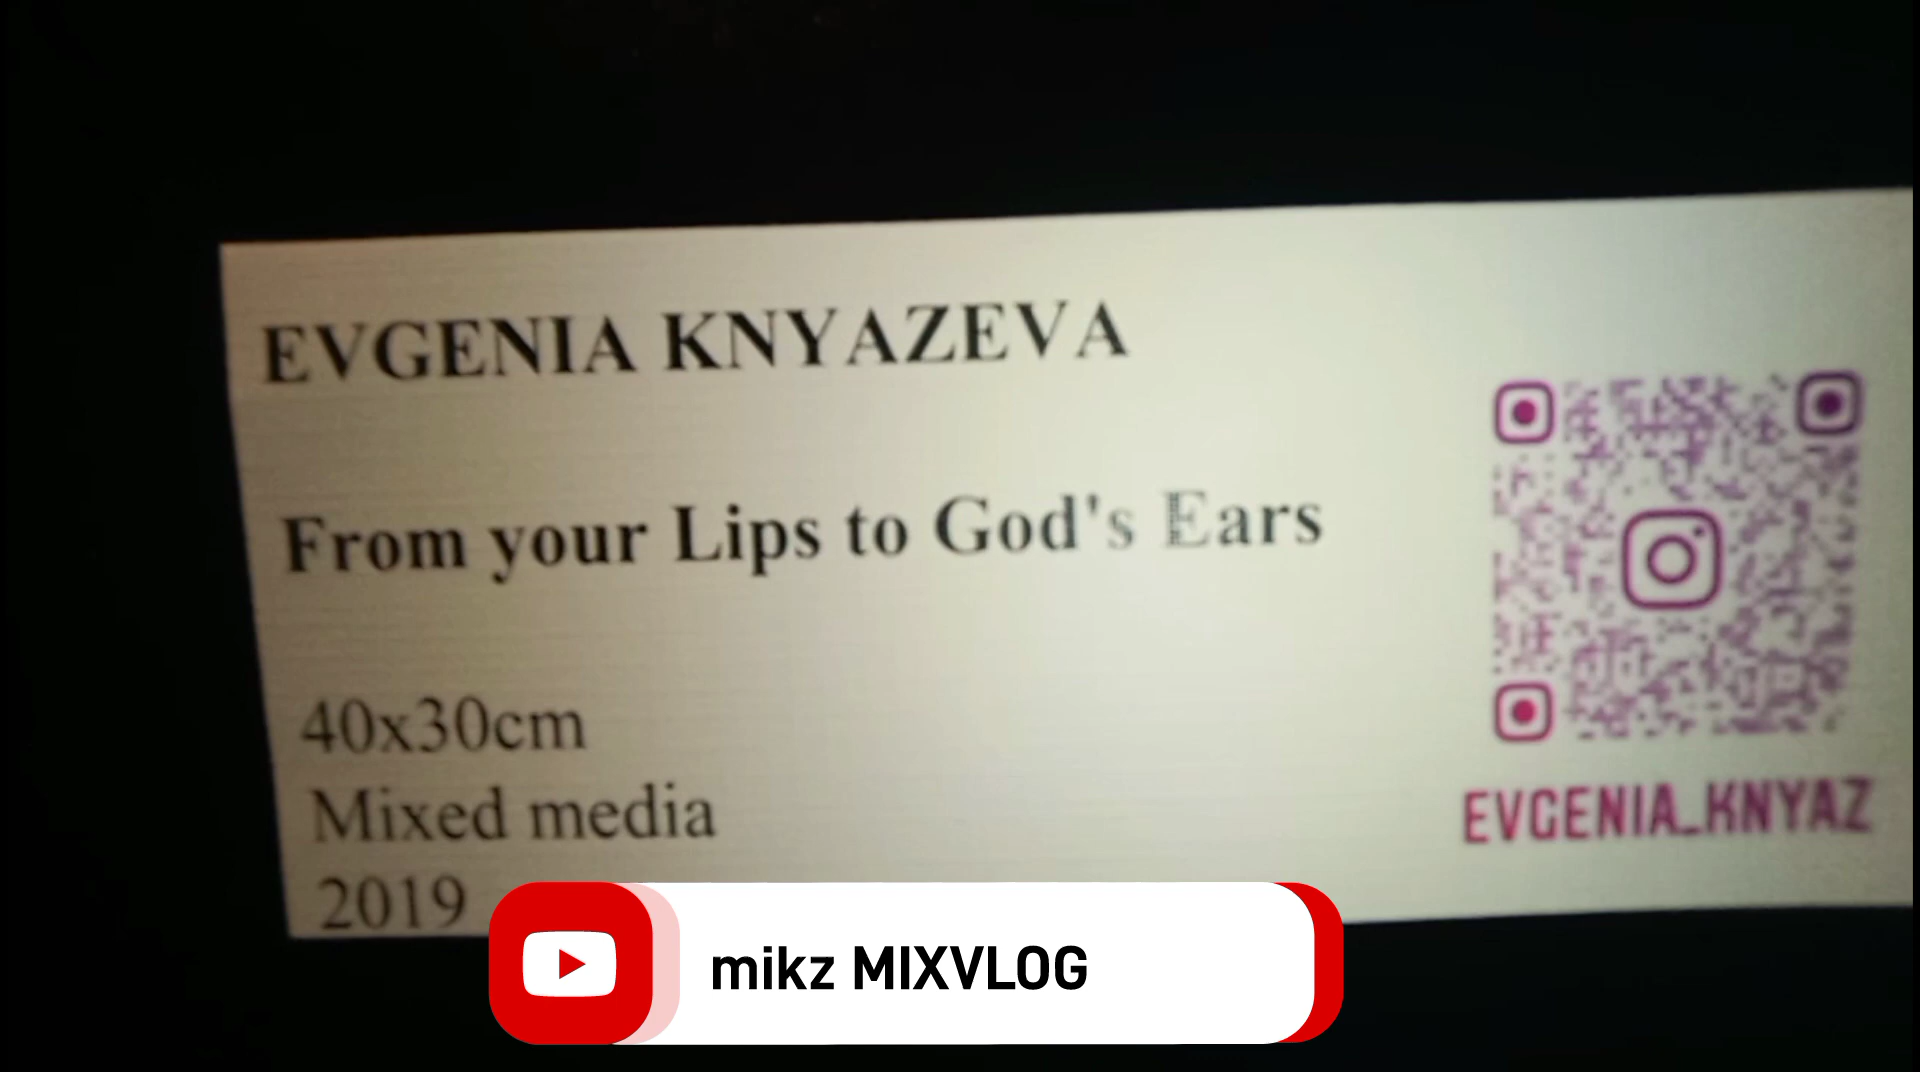 EVGENIA KNYAZEVA
From your Lips to God's Ears
40x30cm
Mixed media
2019
EVGENIA_KNYAZ
mikz MIXVLOG